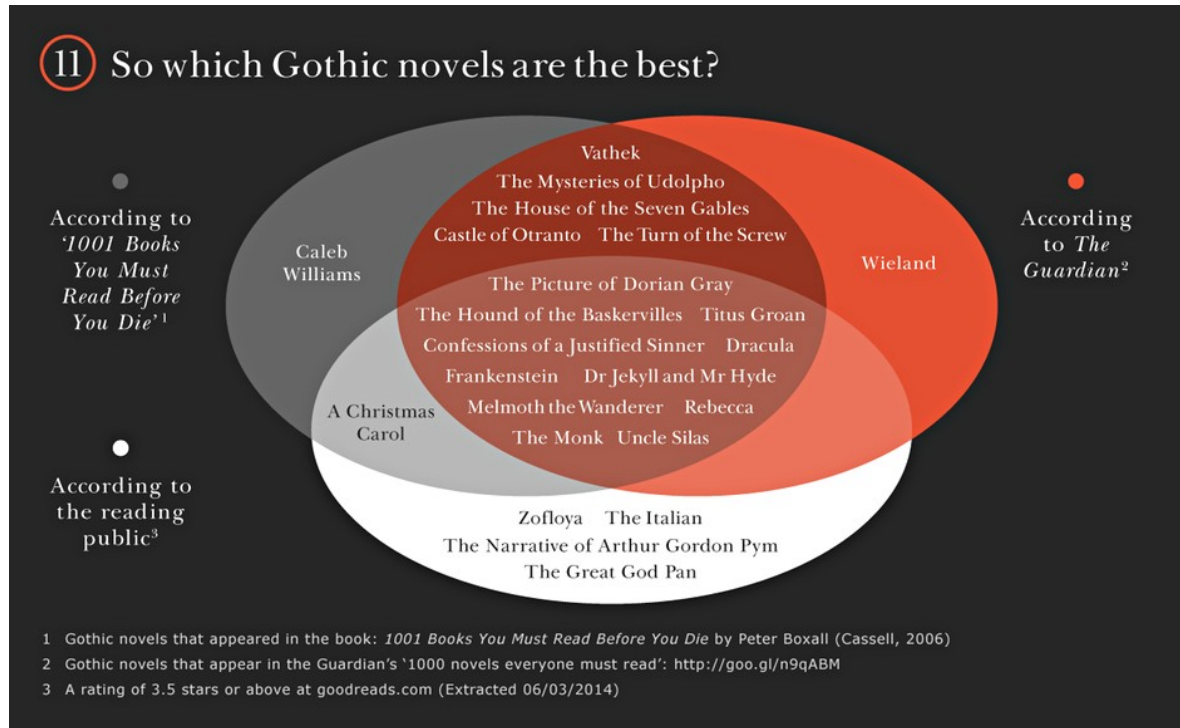 11 So which Gothic novels are the best?
According to
‘1001 Books
You Must
Read Before
You Die’1
According to
the reading
public3
Caleb
Williams
A Christmas
Carol
Vathek
The Mysteries of Udolpho
The House of the Seven Gables
Castle of Otranto The Turn of the Screw
The Picture of Dorian Gray
The Hound of the Baskervilles Titus Groan
Confessions of a Justified Sinner Dracula
Frankenstein Dr Jekyll and Mr Hyde
Melmoth the Wanderer Rebecca
The Monk Uncle Silas
Zofloya The Italian
The Narrative of Arthur Gordon Pym
The Great God Pan
Wieland
According
to The
Guardian2
1 Gothic novels that appeared in the book: 1001 Books You Must Read Before You Die by Peter Boxall (Cassell, 2006)
2 Gothic novels that appear in the Guardian’s ‘1000 novels everyone must read’: http://goo.gl/n9qABM
3 A rating of 3.5 stars or above at goodreads.com (Extracted 06/03/2014)